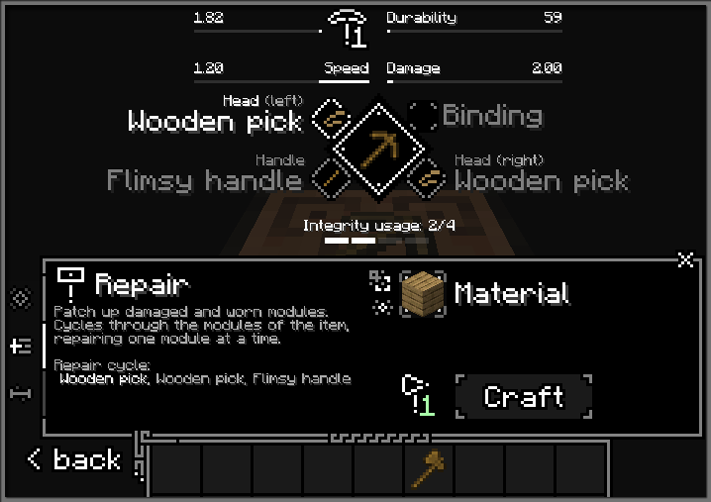 1.82
1
Durability 59
1.20 Speed
Damage 2.00
Head (left)
Wooden pick
Binding
Handle
Flimsy handle
Head (right)
Wooden pick
Integrity usage: 2/4
Repair
Patch up damaged and worn modules.
Cycles through the modules of the item,
repairing one module at a time.
Repair cycle:
Wooden pick, Wooden pick, Flimsy handle
Material
1
Craft
< back